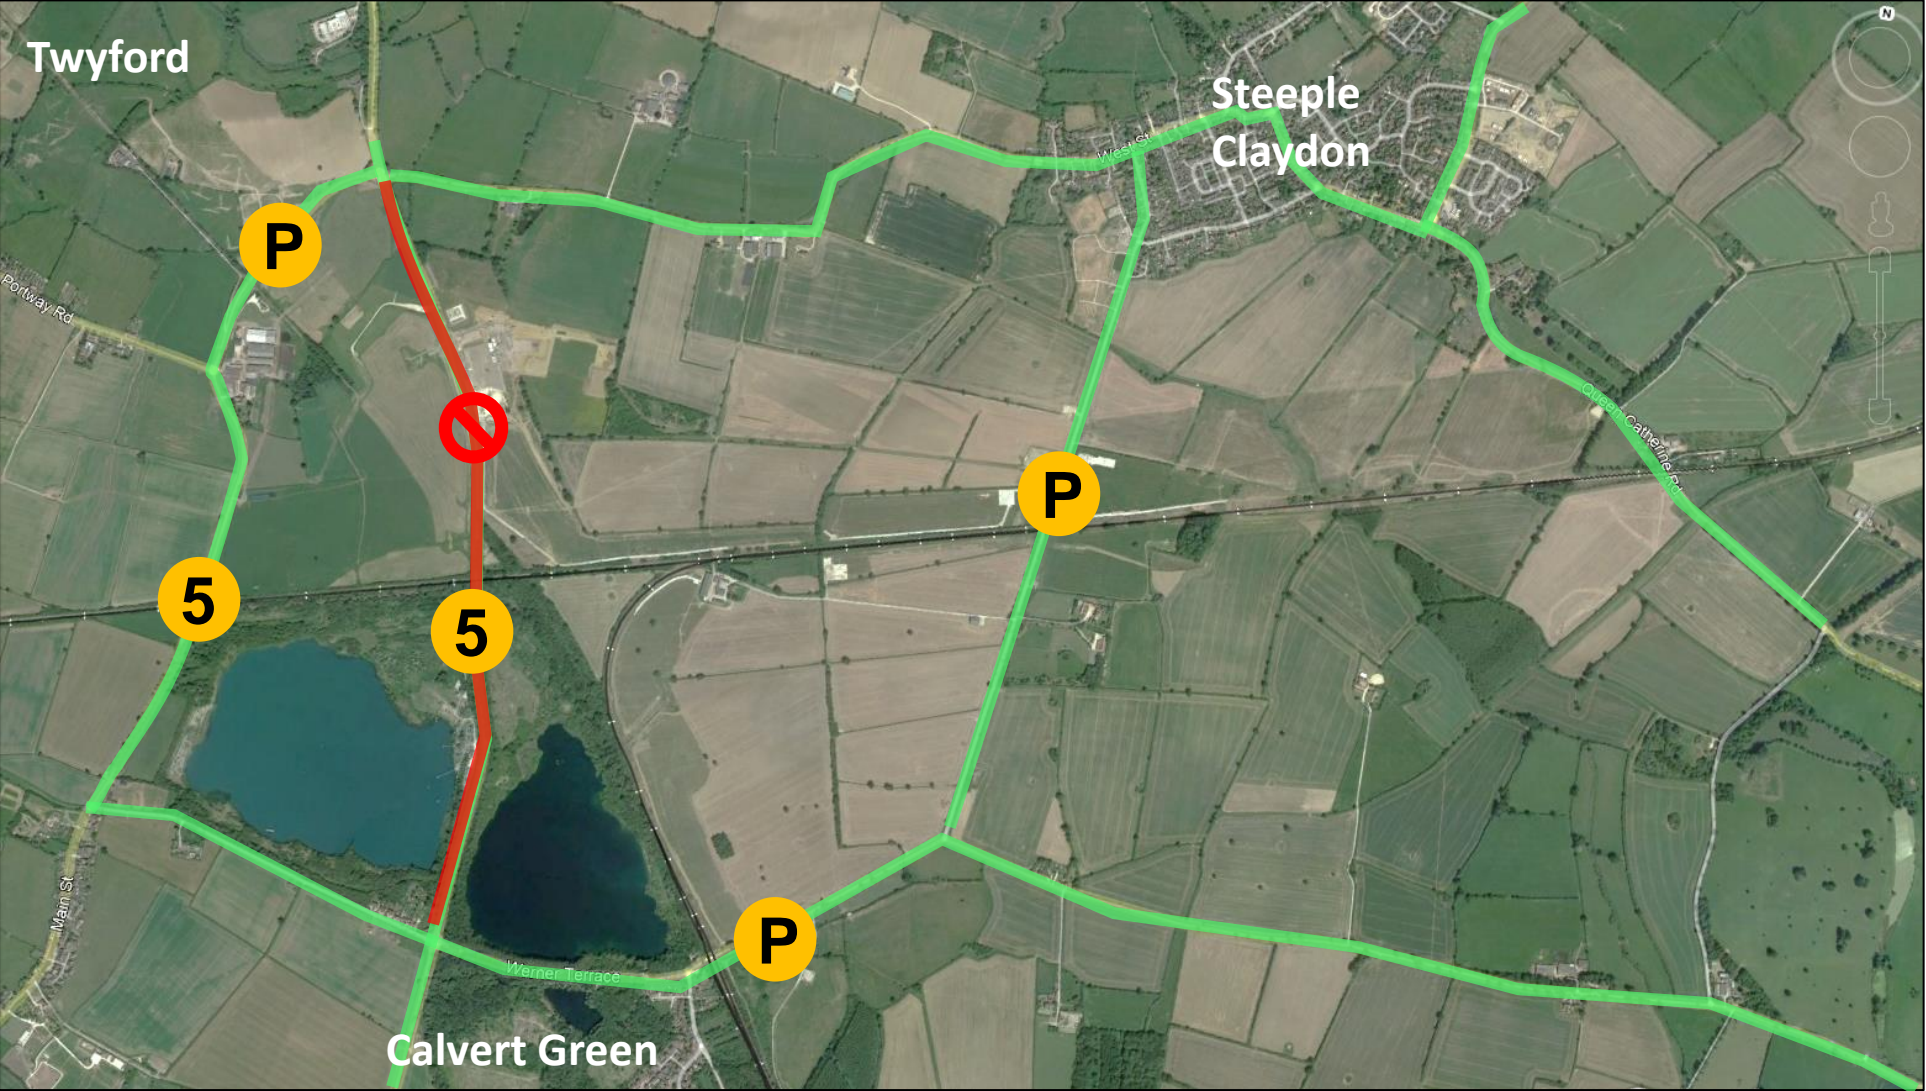 N
Twyford
Steeple
Claydon
West St
P
Portway Rd
Queen Catherine Rd
P
5
5
Main St
P
Werner Terrace
Calvert Green